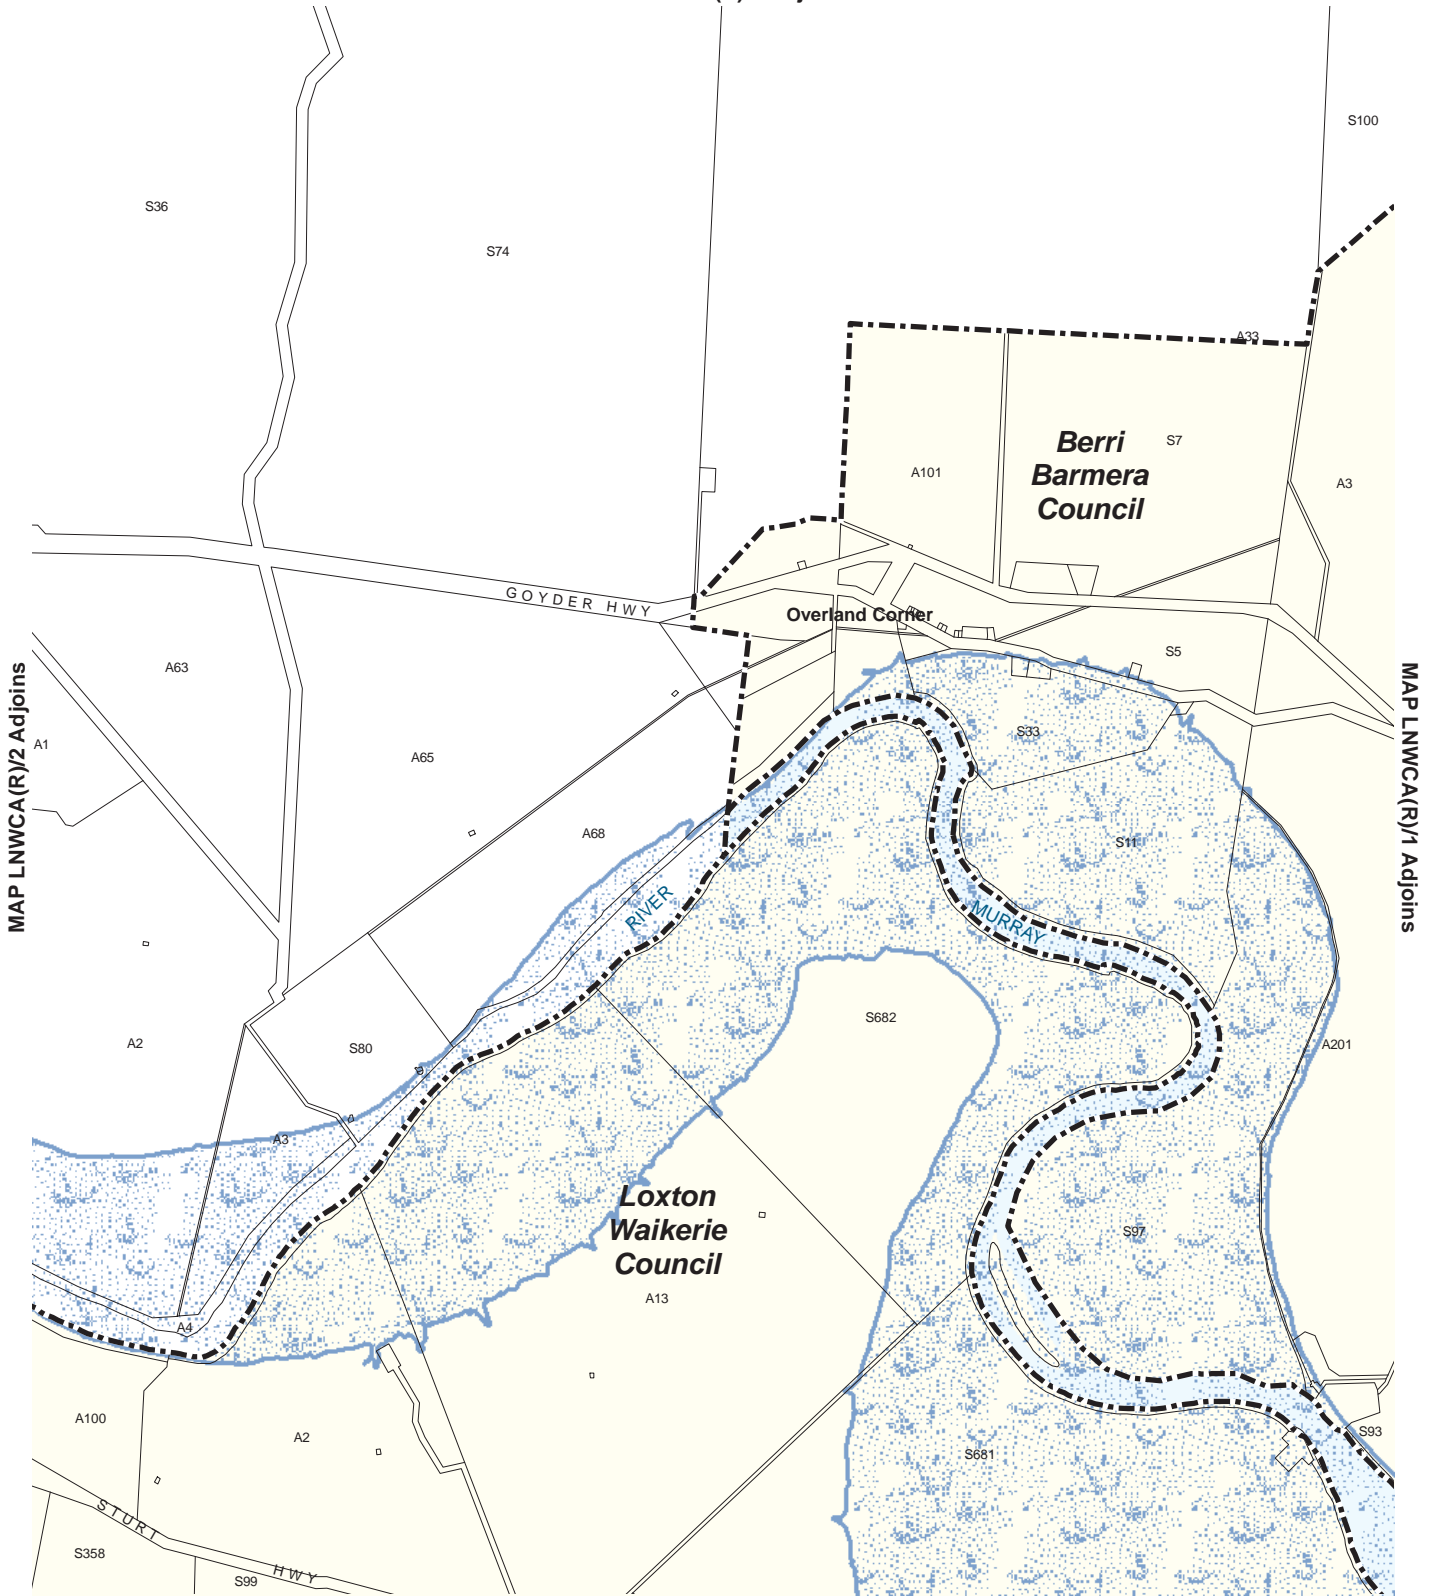 S100
S36
S74
A33
Berri
Barmera
Council
S7
A101
A3
GOYDER HWY
Overland Corner
S5
A63
MAP LNWCA(R)/2 Adjoins
MAP LNWCA(R)/1 Adjoins
A1
S33
A65
A68
S11
RIVER
MURRAY
S682
A2
S80
A201
A3
Loxton
Waikerie
Council
S97
A13
A4
A100
A2
S93
S681
STURT
HWY
S358
S99